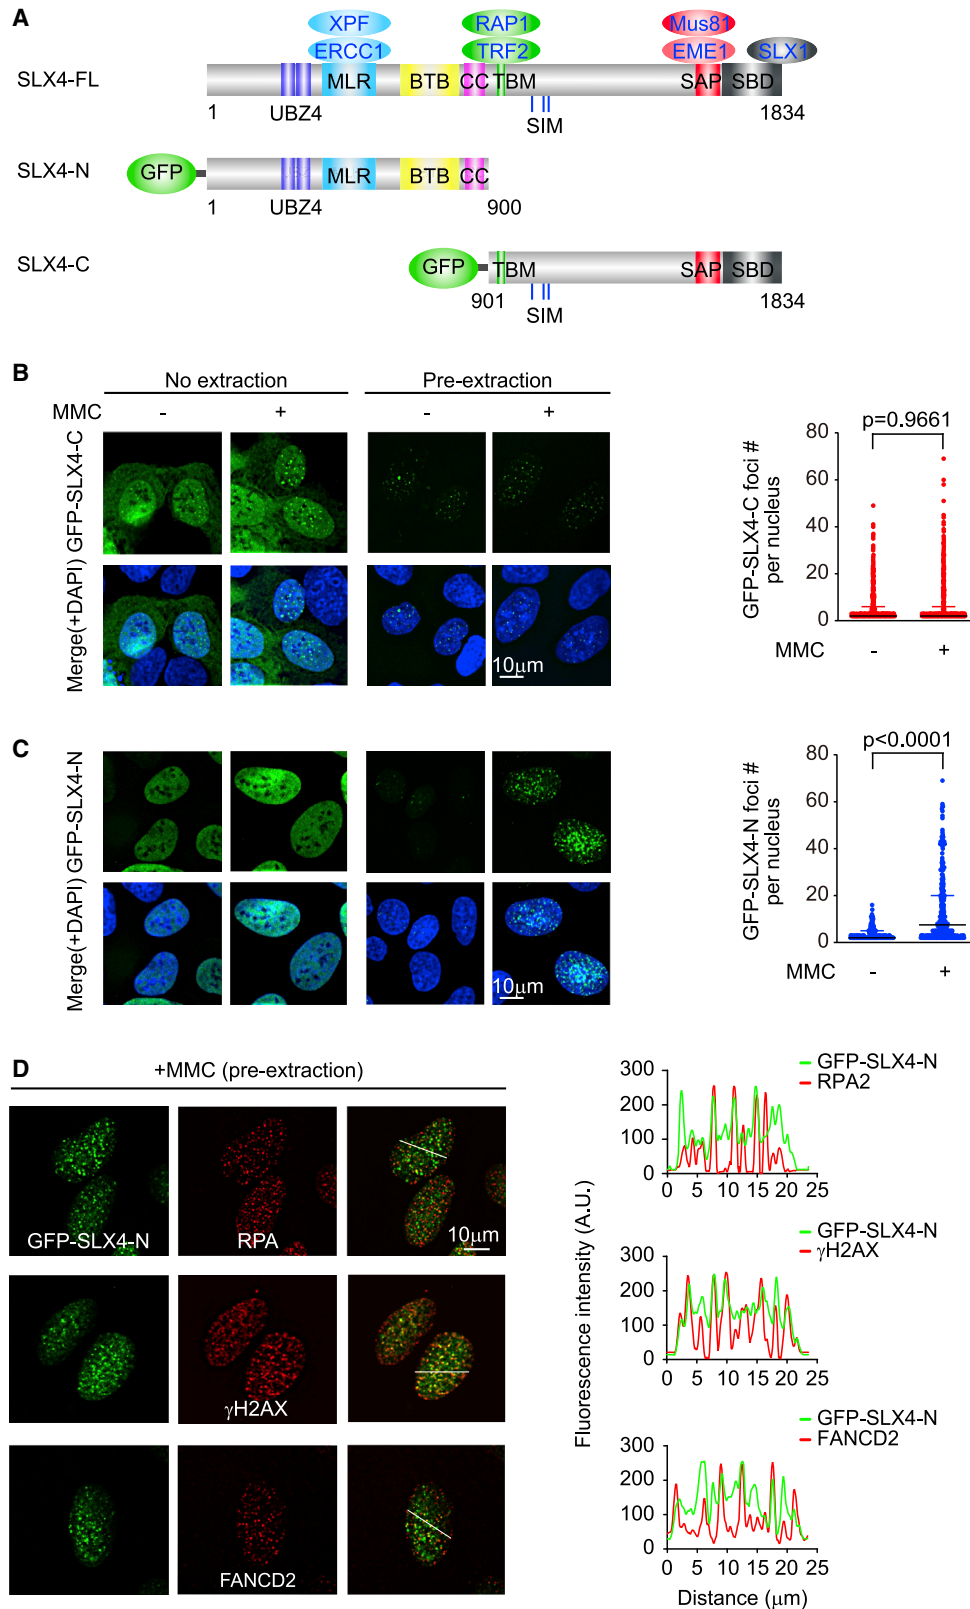 A
XPF
RAP1
Mus81
ERCC1
TRF2
EME1
SLX1
SLX4-FL
MLR
BTB
CC
TBM
SAP
SBD
1
UBZ4
SIM
1834
SLX4-N
GFP
MLR
BTB
CC
1
UBZ4
900
SLX4-C
GFP
TBM
SAP
SBD
901
SIM
1834
B
No extraction
Pre-extraction
MMC
-
+
-
+
Merge(+DAPI) GFP-SLX4-C
10µm
p=0.9661
GFP-SLX4-C foci #
per nucleus
80
60
40
20
0
MMC
-
+
C
Merge(+DAPI) GFP-SLX4-N
10µm
p<0.0001
GFP-SLX4-N foci #
per nucleus
80
60
40
20
0
MMC
-
+
D
+MMC (pre-extraction)
GFP-SLX4-N
RPA
10µm
γH2AX
FANCD2
Fluorescence intensity (A.U.)
GFP-SLX4-N
RPA2
300
200
100
0
0 5 10 15 20 25
GFP-SLX4-N
γH2AX
300
200
100
0
0 5 10 15 20 25
GFP-SLX4-N
FANCD2
300
200
100
0
0 5 10 15 20 25
Distance (µm)